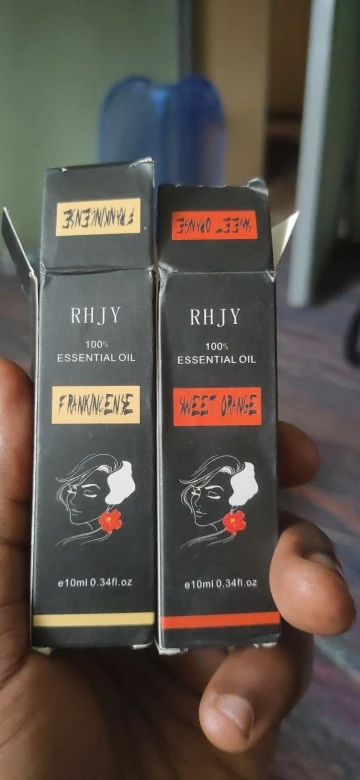 FRANKINCENSE
SWEET ORANGE
RHJY
100%
ESSENTIAL OIL
FRANKINCENSE
e10ml 0.34fl.oz
RHJY
100%
ESSENTIAL OIL
SWEET ORANGE
e10ml 0.34fl.oz